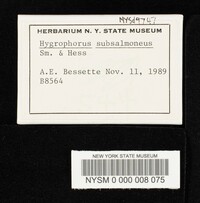 HERBARIUM N. Y. STATE MUSEUM
Hygrophorus subsalmoneus
Sm. & Hess
A.E. Bessette Nov. 11, 1989
B8564
NEW YORK STATE MUSEUM
NYSM 0 000 008 075